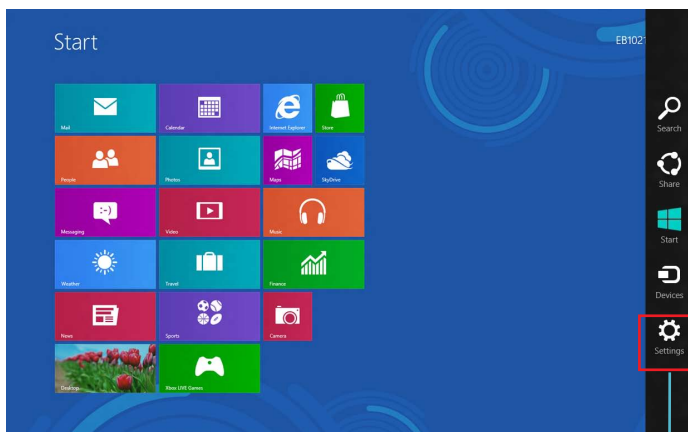 Start
EB1021
Mail
Calendar
Internet Explorer
Store
People
Photos
Maps
SkyDrive
Messaging
:-)
Video
Music
Weather
Travel
Finance
News
Sports
Camera
Desktop
Xbox LIVE Games
Search
Share
Start
Devices
Settings